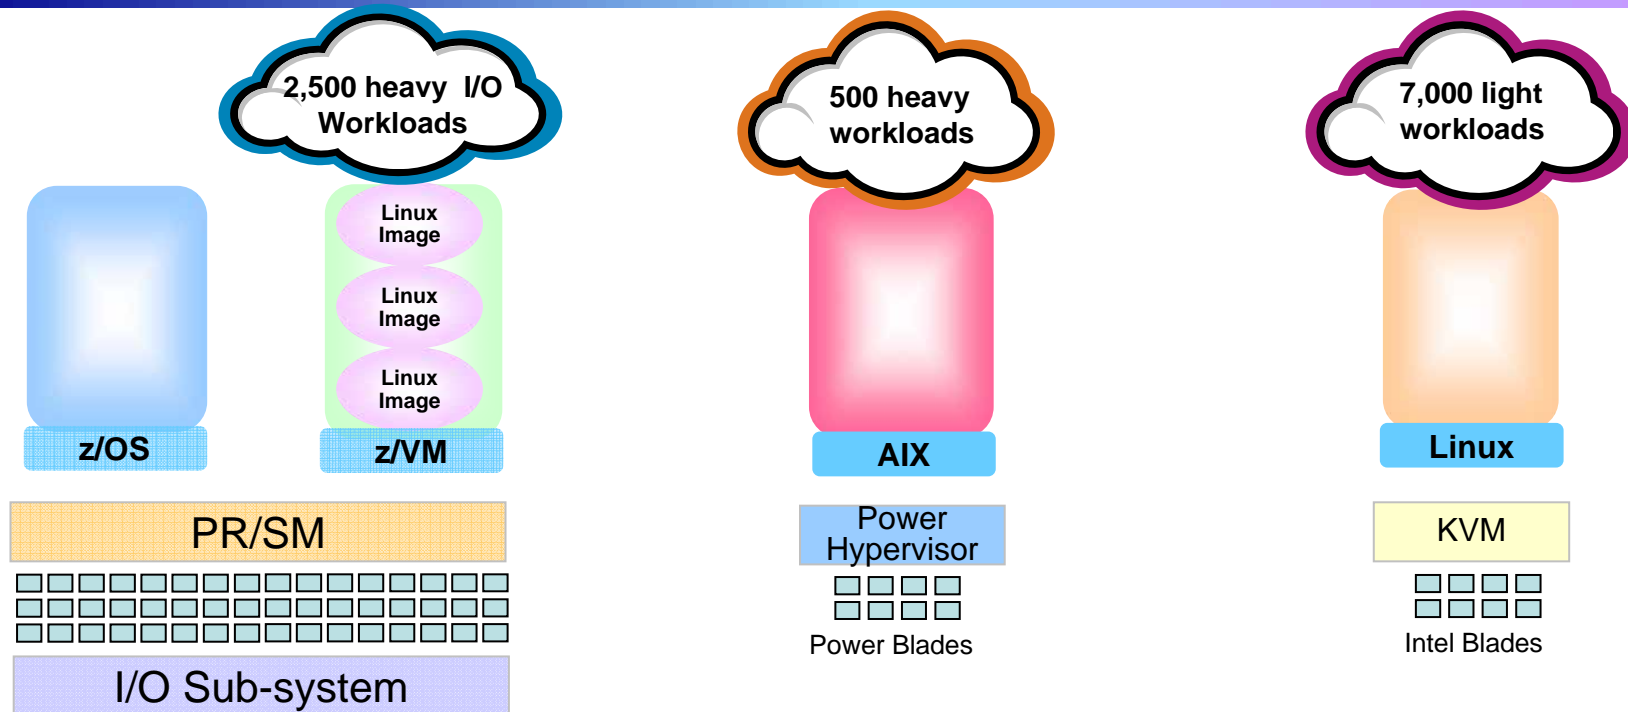 2,500 heavy I/O
Workloads
500 heavy
workloads
7,000 light
workloads
Linux
Image
Linux
Image
Linux
Image
z/OS
z/VM
AIX
Linux
PR/SM
Power
Hypervisor
KVM
Power Blades
Intel Blades
I/O Sub-system